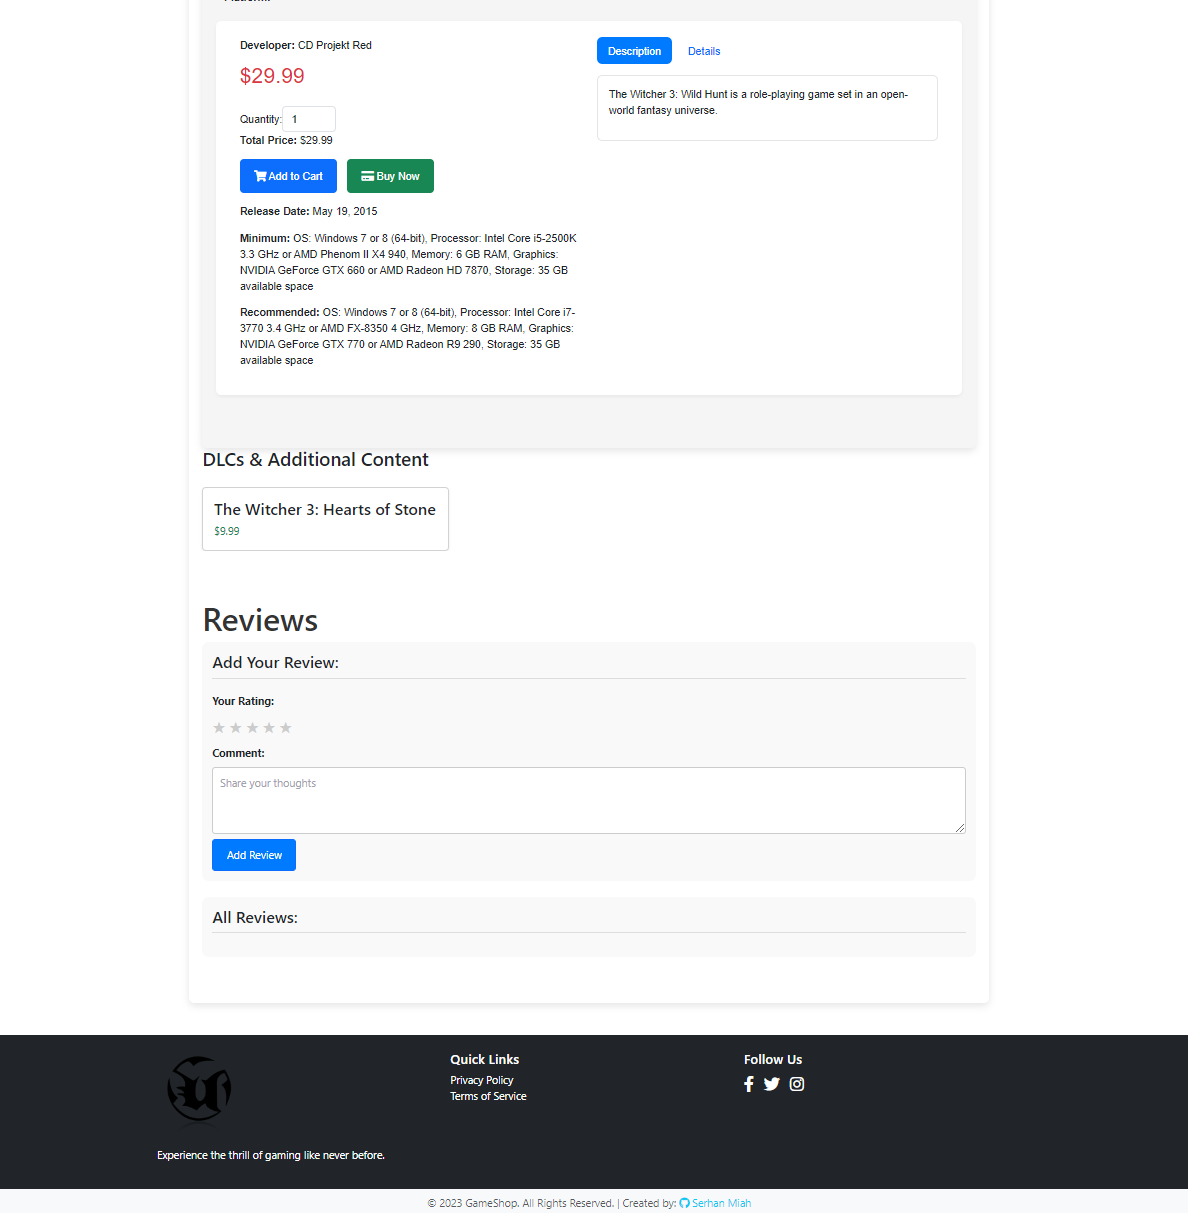 Developer: CD Projekt Red
$29.99
Quantity: 1
Total Price: $29.99
Add to Cart
Buy Now
Release Date: May 19, 2015
Minimum: OS: Windows 7 or 8 (64-bit), Processor: Intel Core i5-2500K
3.3 GHz or AMD Phenom II X4 940, Memory: 6 GB RAM, Graphics:
NVIDIA GeForce GTX 660 or AMD Radeon HD 7870, Storage: 35 GB
available space
Recommended: OS: Windows 7 or 8 (64-bit), Processor: Intel Core i7-
3770 3.4 GHz or AMD FX-8350 4 GHz, Memory: 8 GB RAM, Graphics:
NVIDIA GeForce GTX 770 or AMD Radeon R9 290, Storage: 35 GB
available space
Description
Details
The Witcher 3: Wild Hunt is a role-playing game set in an open-
world fantasy universe.
DLCs & Additional Content
The Witcher 3: Hearts of Stone
$9.99
Reviews
Add Your Review:
Your Rating:
★ ★ ★ ★ ★
Comment:
Share your thoughts
Add Review
All Reviews:
Experience the thrill of gaming like never before.
Quick Links
Privacy Policy
Terms of Service
Follow Us
© 2023 GameShop. All Rights Reserved. | Created by: Serhan Miah